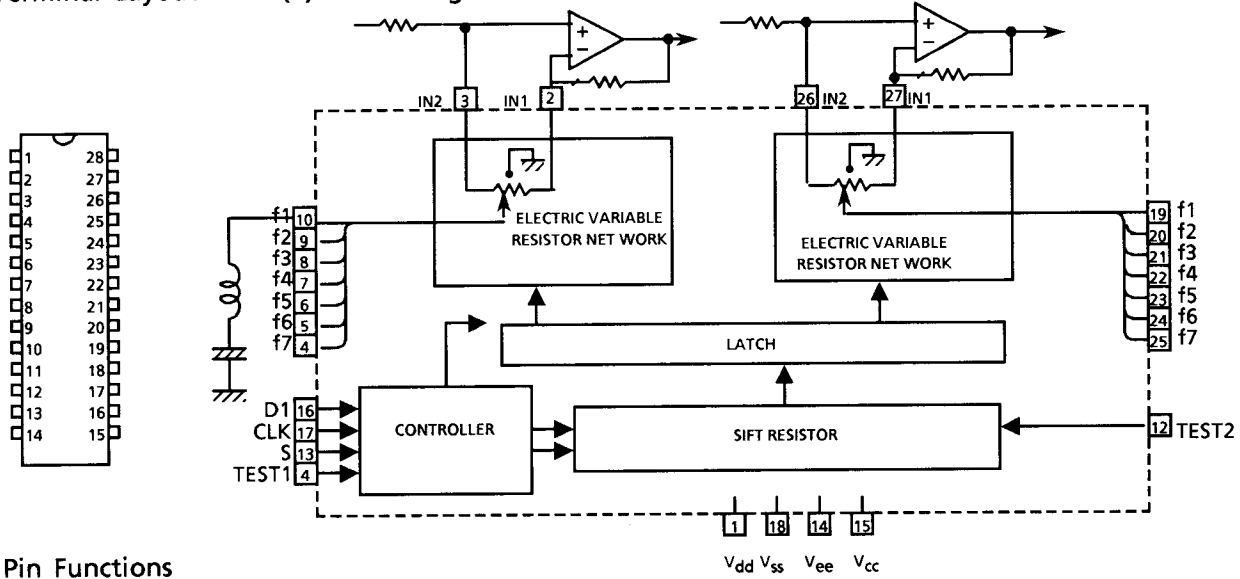 IN2 3 IN1 2
26 IN2 27 IN1
+
−
+
−
1 28
2 27
3 26
4 25
5 24
6 23
7 22
8 21
9 20
10 19
11 18
12 17
13 16
14 15
f1 10
f2 9
f3 8
f4 7
f5 6
f6 5
f7 4
ELECTRIC VARIABLE
RESISTOR NET WORK
ELECTRIC VARIABLE
RESISTOR NET WORK
19 f1
20 f2
21 f3
22 f4
23 f5
24 f6
25 f7
LATCH
D1 16
CLK 17
S 13
TEST1 4
CONTROLLER
SIFT RESISTOR
12 TEST2
1 18 14 15
Vdd Vss Vee Vcc
Pin Functions